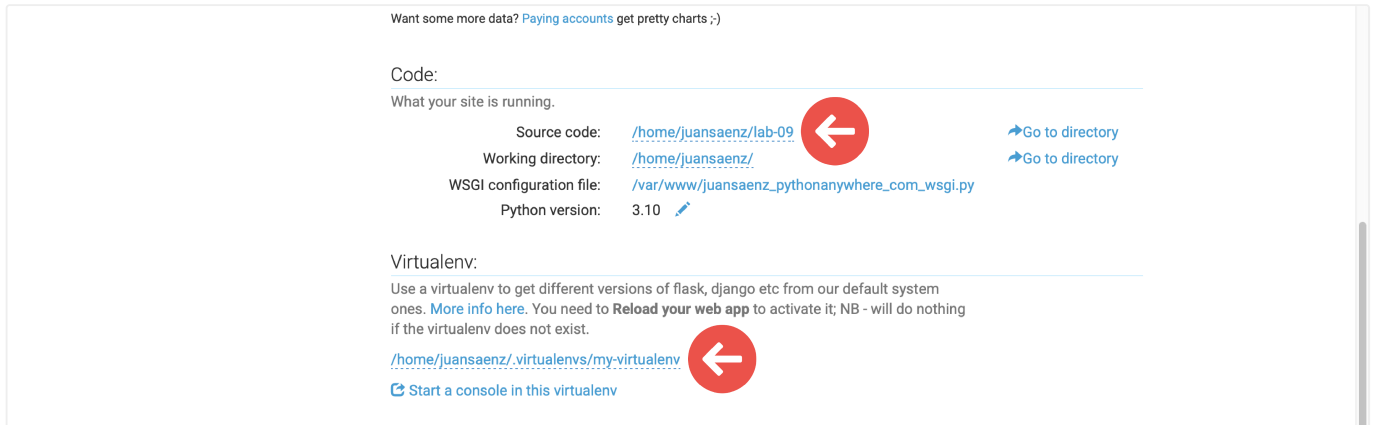 Want some more data? Paying accounts get pretty charts ;-)
Code:
What your site is running.
Source code: /home/juansaenz/lab-09 Go to directory
Working directory: /home/juansaenz/ Go to directory
WSGI configuration file: /var/www/juansaenz_pythonanywhere_com_wsgi.py
Python version: 3.10
Virtualenv:
Use a virtualenv to get different versions of flask, django etc from our default system
ones. More info here. You need to Reload your web app to activate it; NB - will do nothing
if the virtualenv does not exist.
/home/juansaenz/.virtualenvs/my-virtualenv
Start a console in this virtualenv